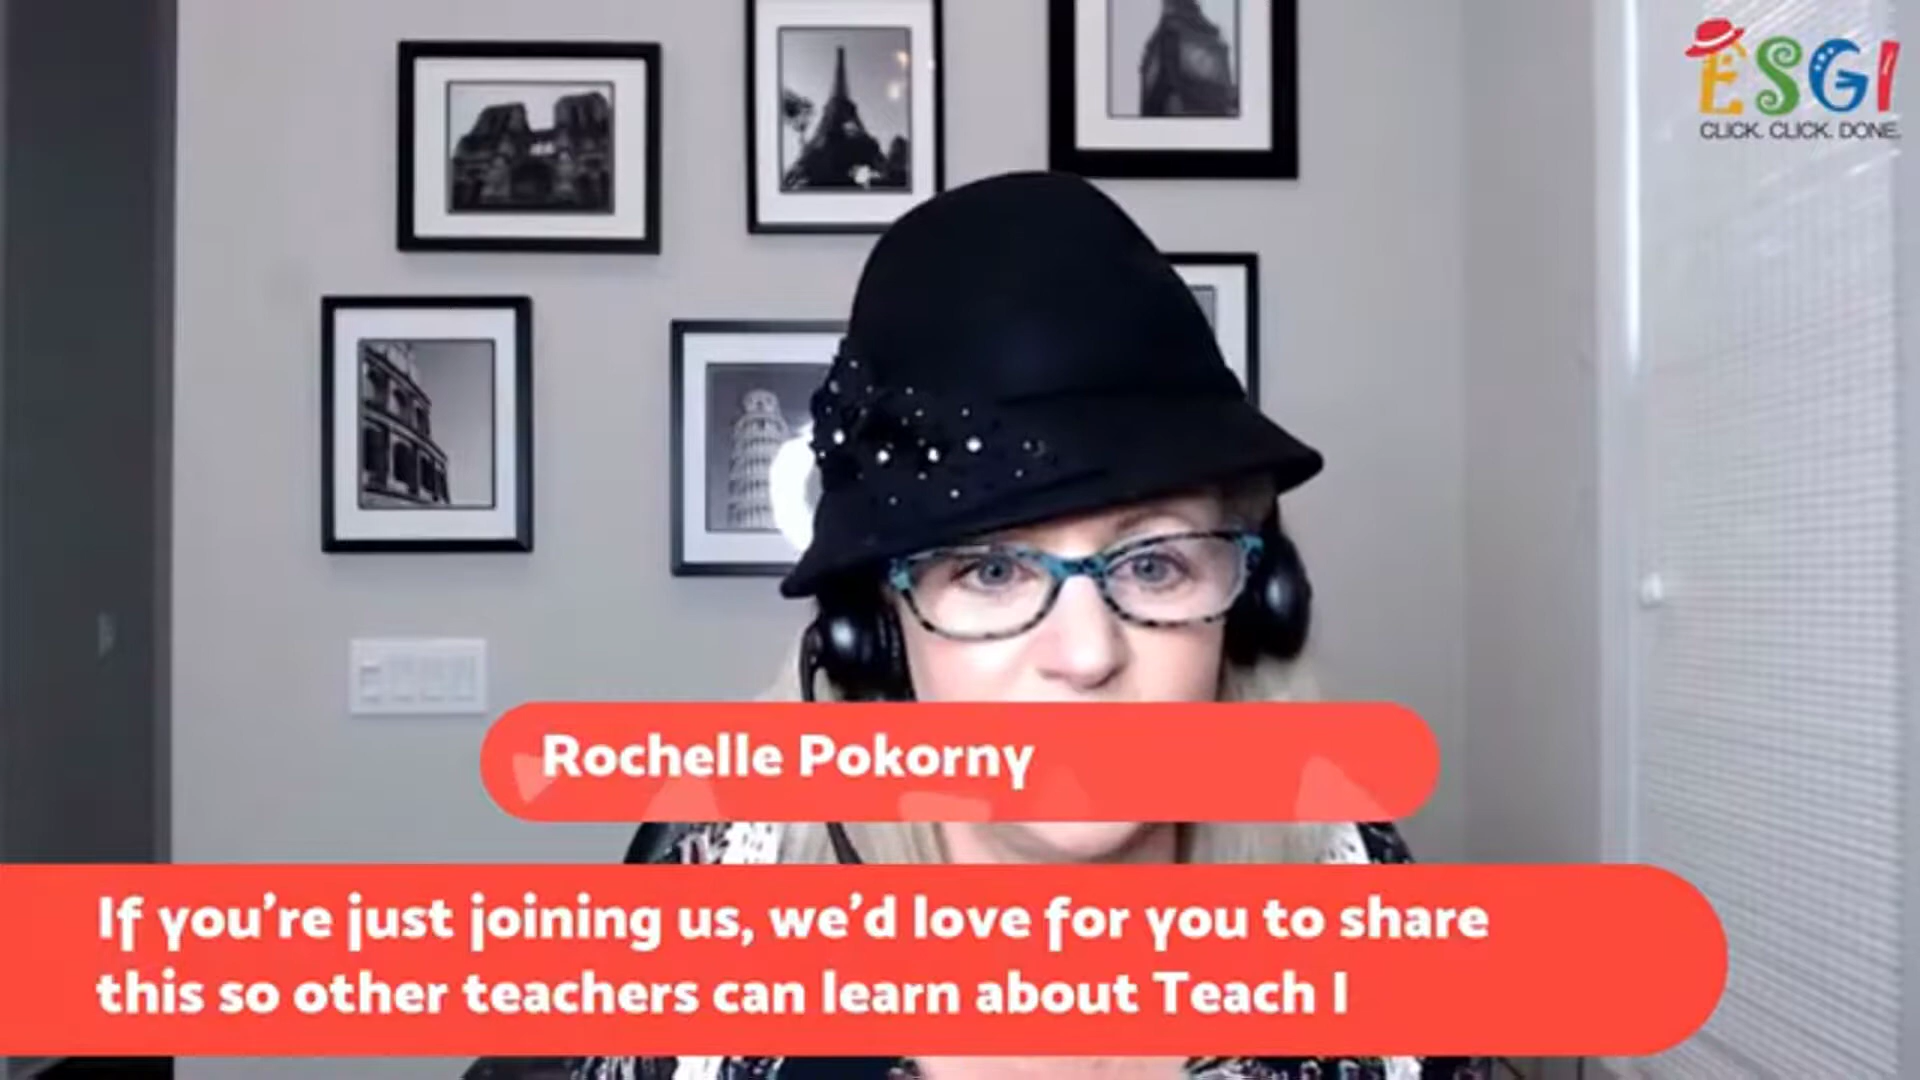 ESGI
CLICK. CLICK. DONE.
Rochelle Pokorny
If you’re just joining us, we’d love for you to share
this so other teachers can learn about Teach I